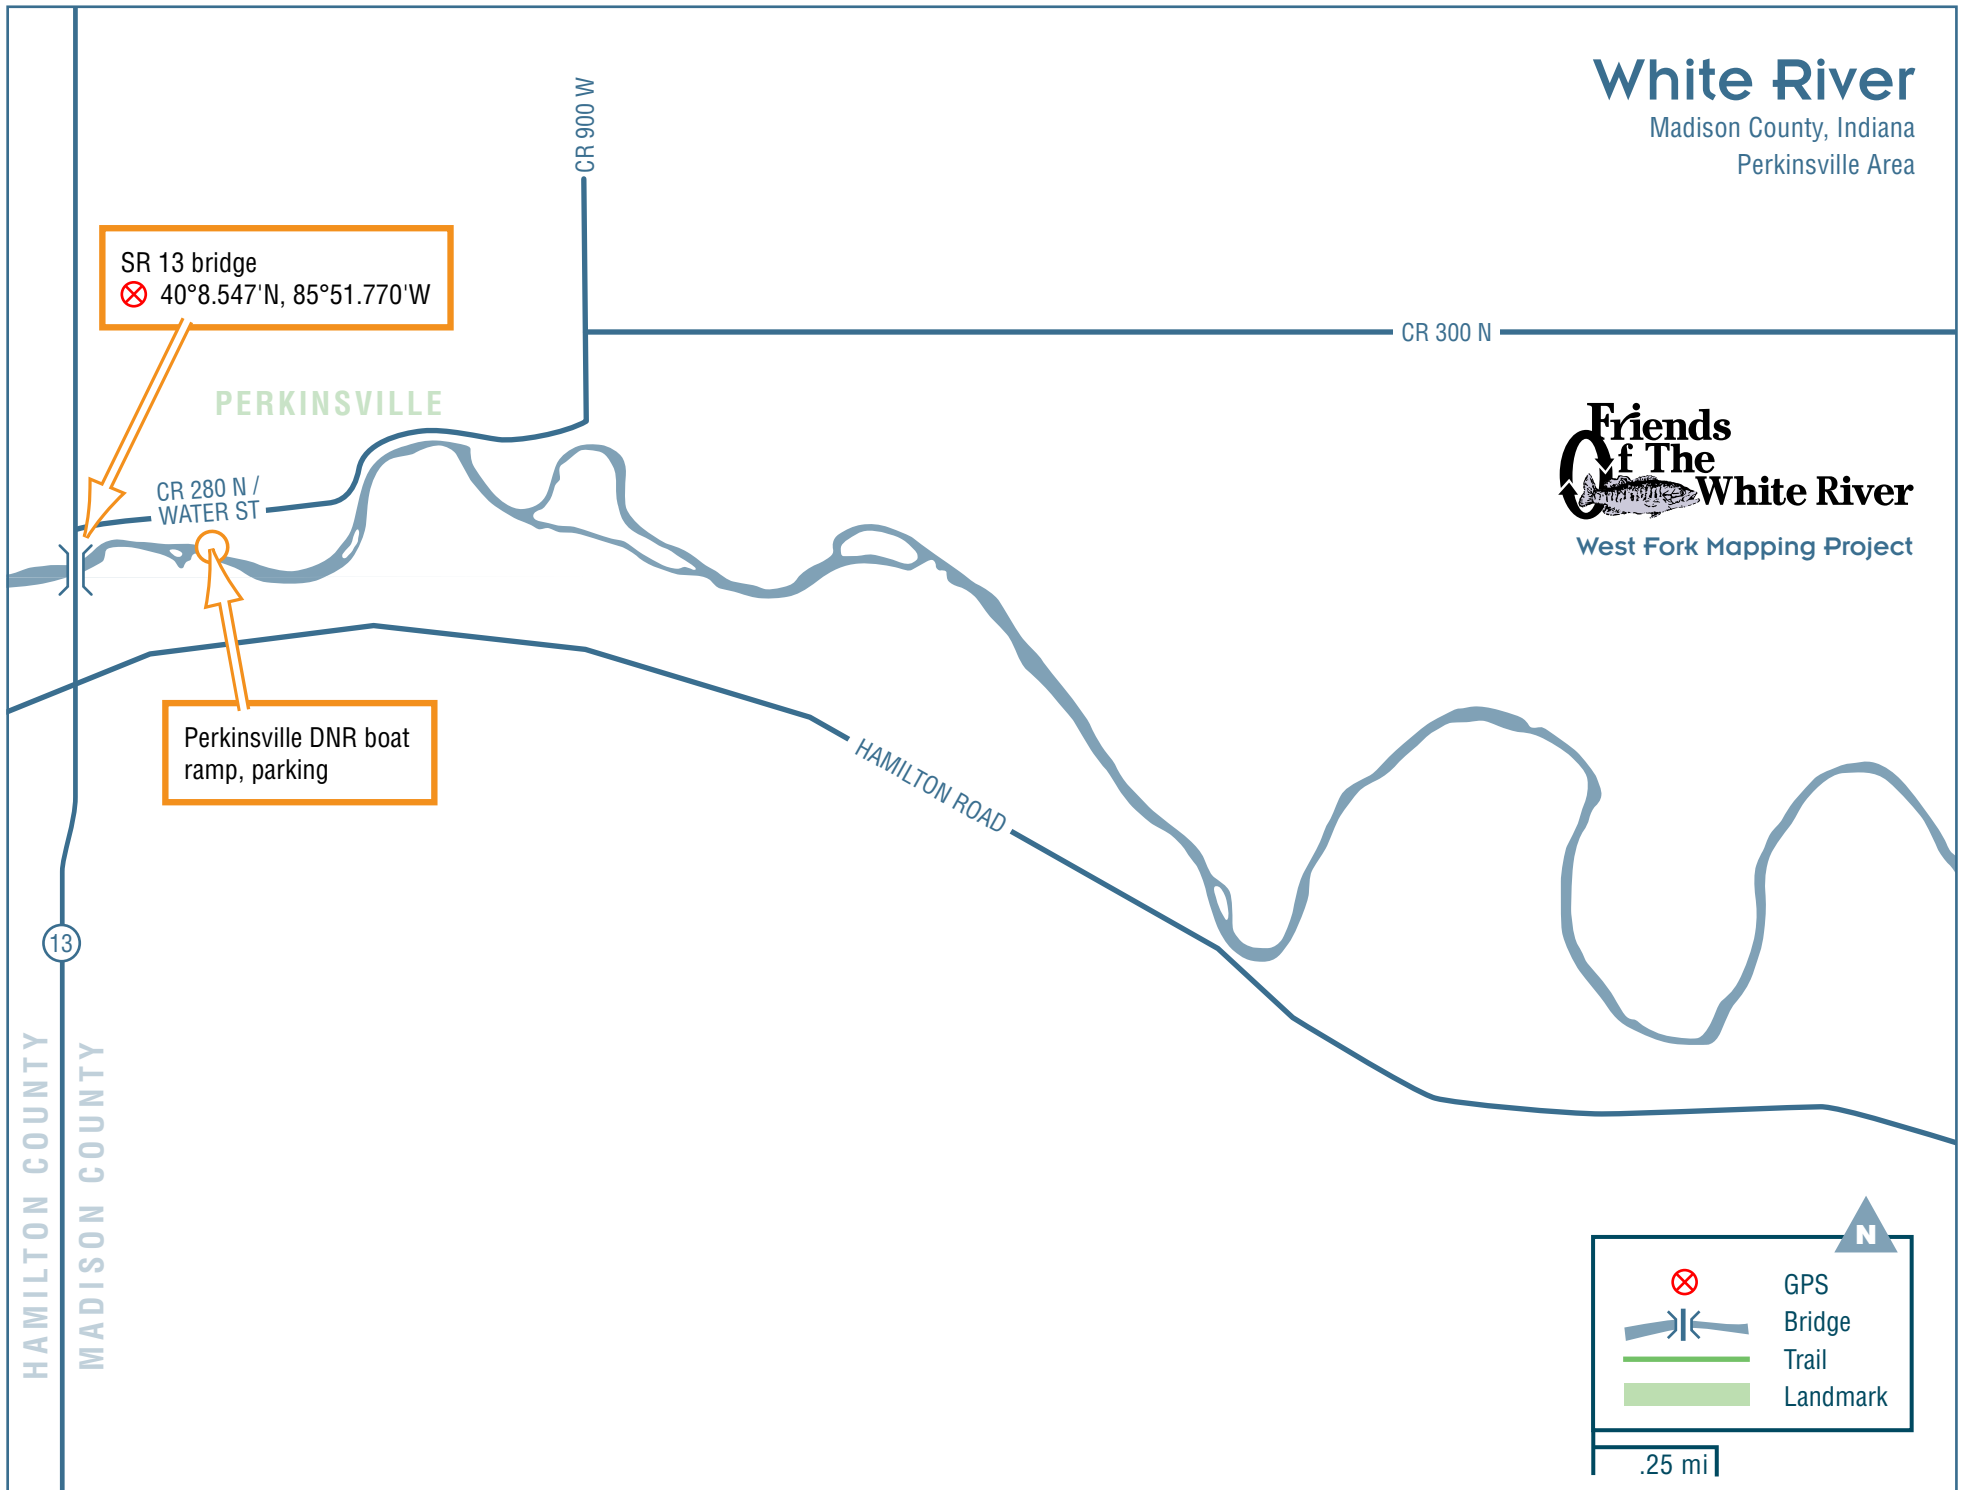 White River
Madison County, Indiana
Perkinsville Area
CR 900 W
SR 13 bridge
40°8.547'N, 85°51.770'W
CR 300 N
PERKINSVILLE
Friends
Of The
White River
West Fork Mapping Project
CR 280 N /
WATER ST
Perkinsville DNR boat
ramp, parking
HAMILTON ROAD
13
HAMILTON COUNTY
MADISON COUNTY
N
GPS
Bridge
Trail
Landmark
.25 mi